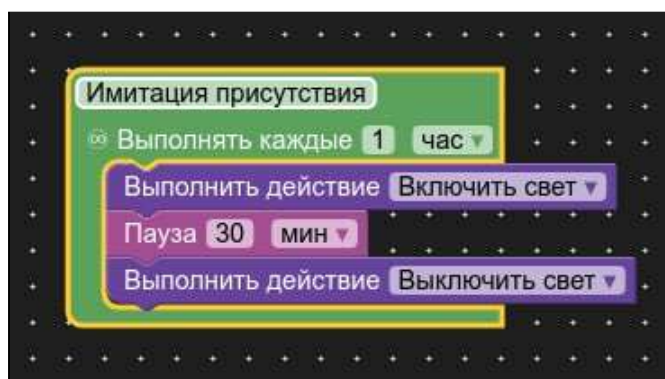 Имитация присутствия
♾ Выполнять каждые 1 час ▾
Выполнить действие Включить свет ▾
Пауза 30 мин ▾
Выполнить действие Выключить свет ▾